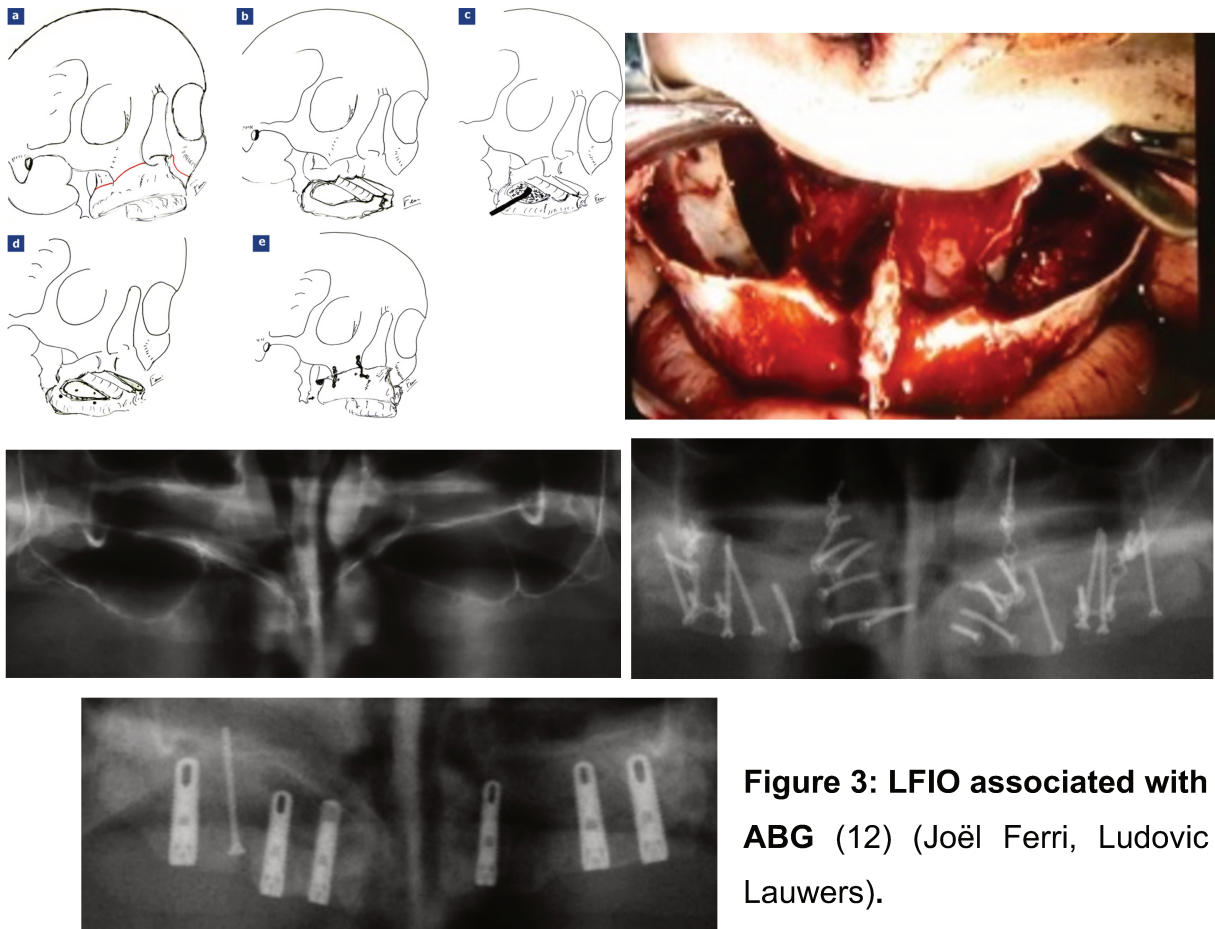 a
b
c
d
e
Figure 3: LFIO associated with
ABG (12) (Joël Ferri, Ludovic
Lauwers).